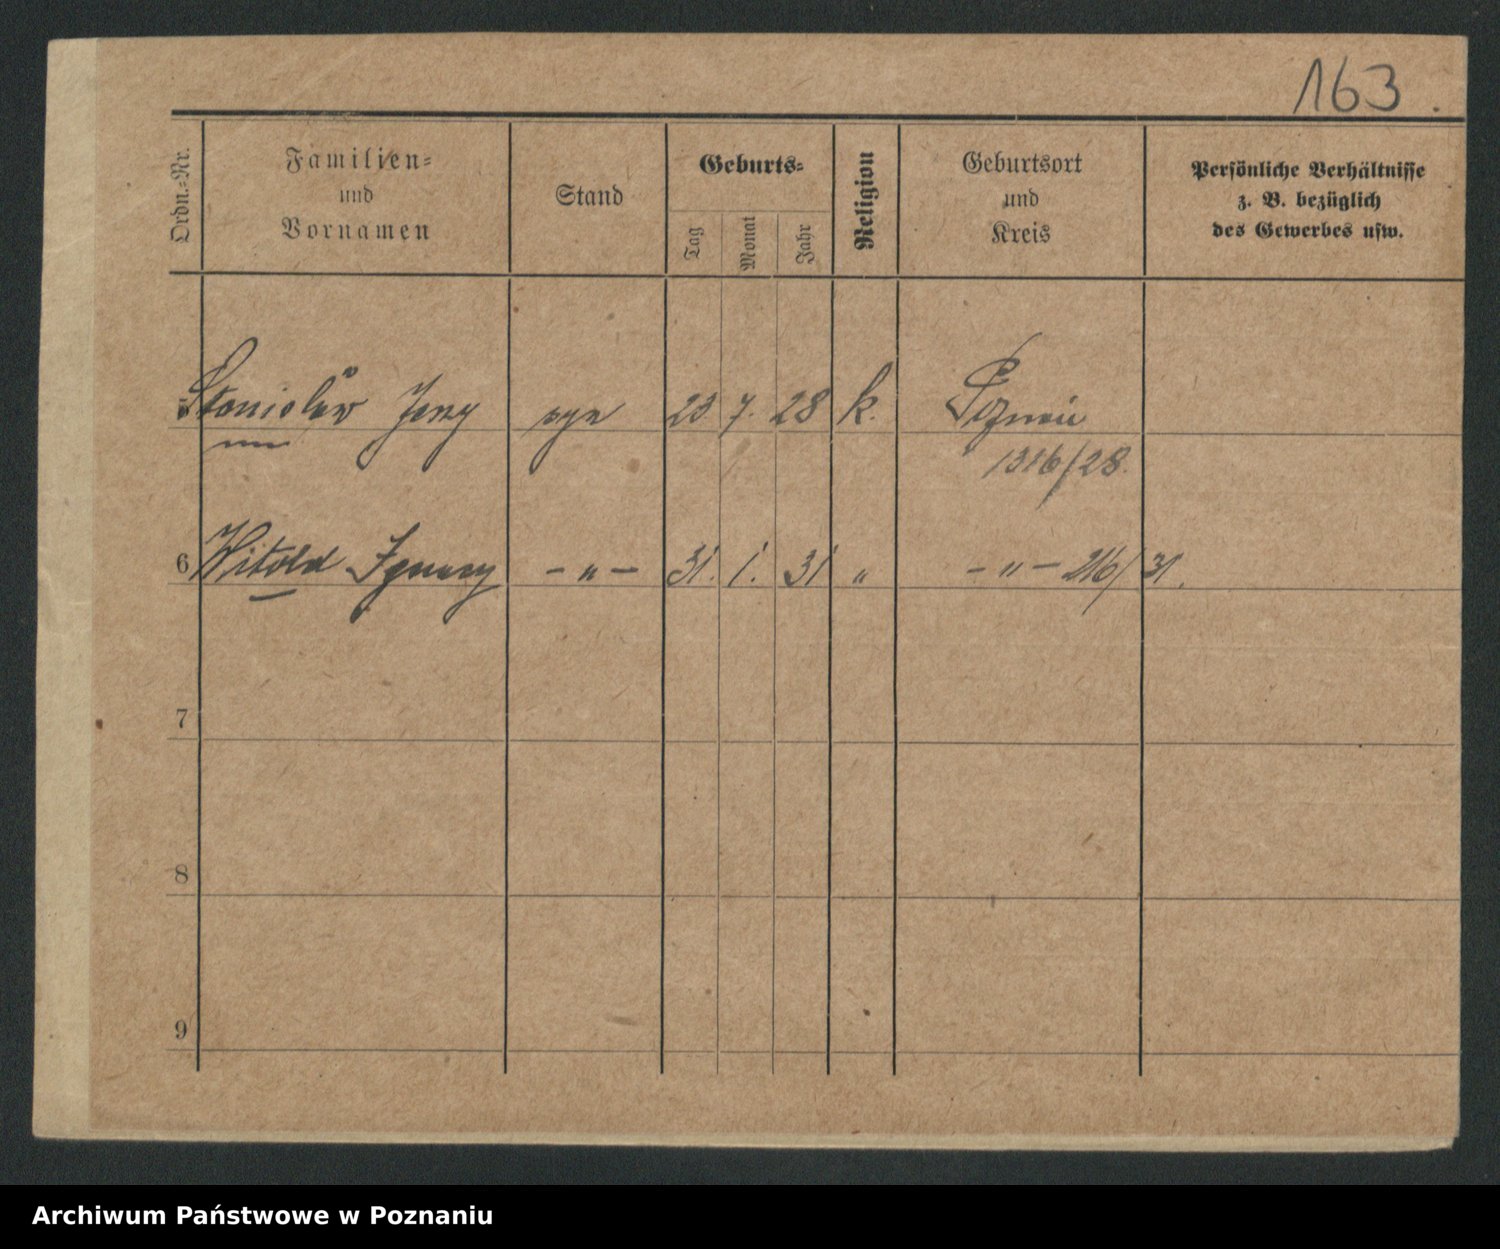 163.
Ordn.=Nr.
Familien=
und
Vornamen
Stand
Geburts=
Tag
Monat
Jahr
Religion
Geburtsort
und
Kreis
Persönliche Verhältnisse
z. B. bezüglich
des Gewerbes usw.
Stanisław Jerzy syn 23 7. 28 k. Poznań
1316/28.
6 Witold Ignacy - " - 31. 1. 31 " - " - 216/31.
7
8
9
Archiwum Państwowe w Poznaniu